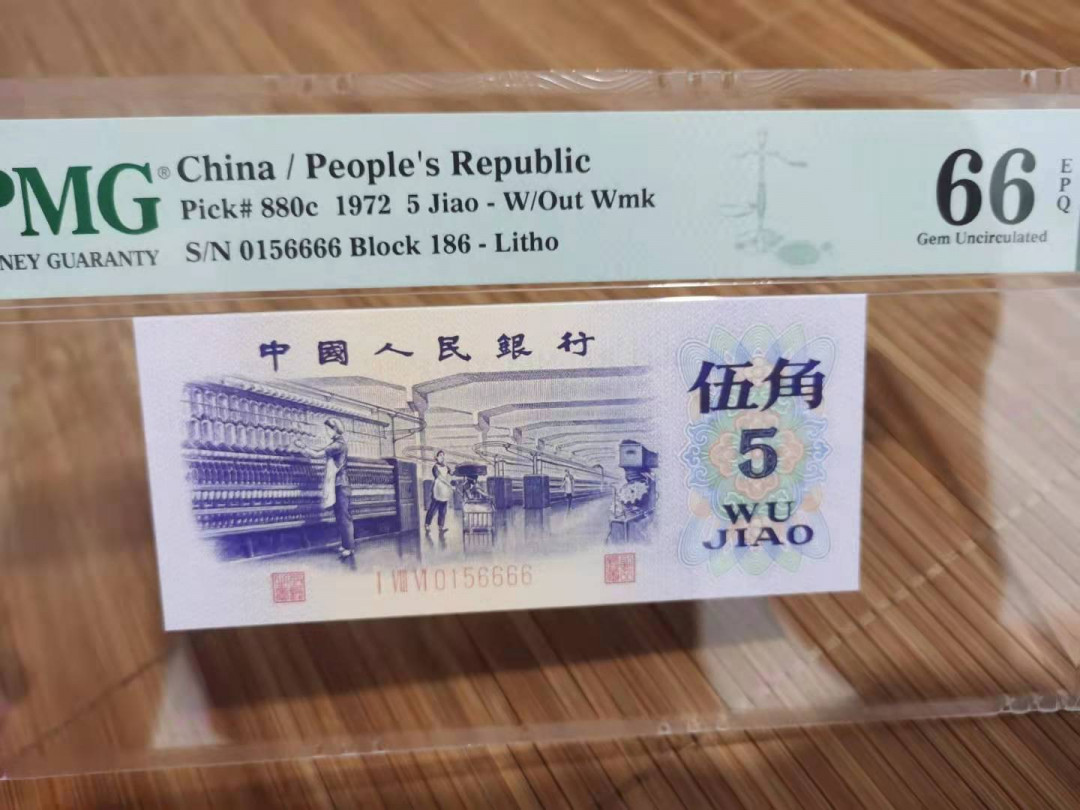 PMG® China / People's Republic
Pick# 880c 1972 5 Jiao - W/Out Wmk
NEY GUARANTY S/N 0156666 Block 186 - Litho
66 EPQ
Gem Uncirculated
中國人民銀行
伍角
5
WU
JIAO
I VIII VI 0156666